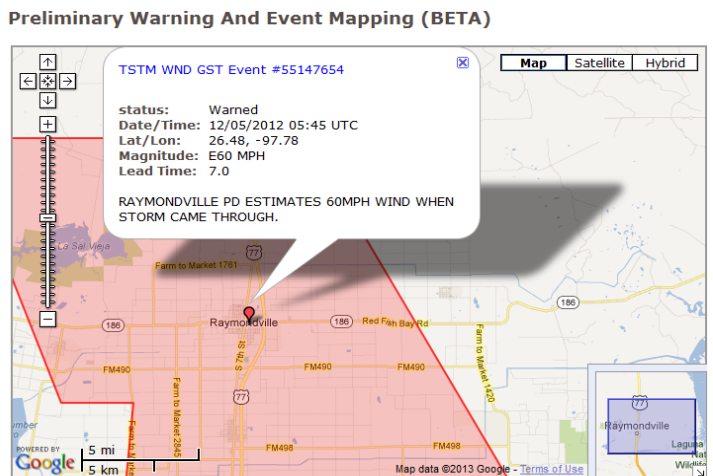 Preliminary Warning And Event Mapping (BETA)
TSTM WND GST Event #55147654
Map
Satellite
Hybrid
status: Warned
Date/Time: 12/05/2012 05:45 UTC
Lat/Lon: 26.48, -97.78
Magnitude: E60 MPH
Lead Time: 7.0
RAYMONDVILLE PD ESTIMATES 60MPH WIND WHEN
STORM CAME THROUGH.
La Sal Vieja
77
Farm to Market 1761
186
186
Raymondville
186
Red Fish Bay Rd
S 7th St
Farm to Market 1420
FM490
FM490
FM490
Farm to Market 2845
77
77
Raymondville
FM498
FM498
Laguna
POWERED BY
Google
5 mi
5 km
Map data ©2013 Google - Terms of Use